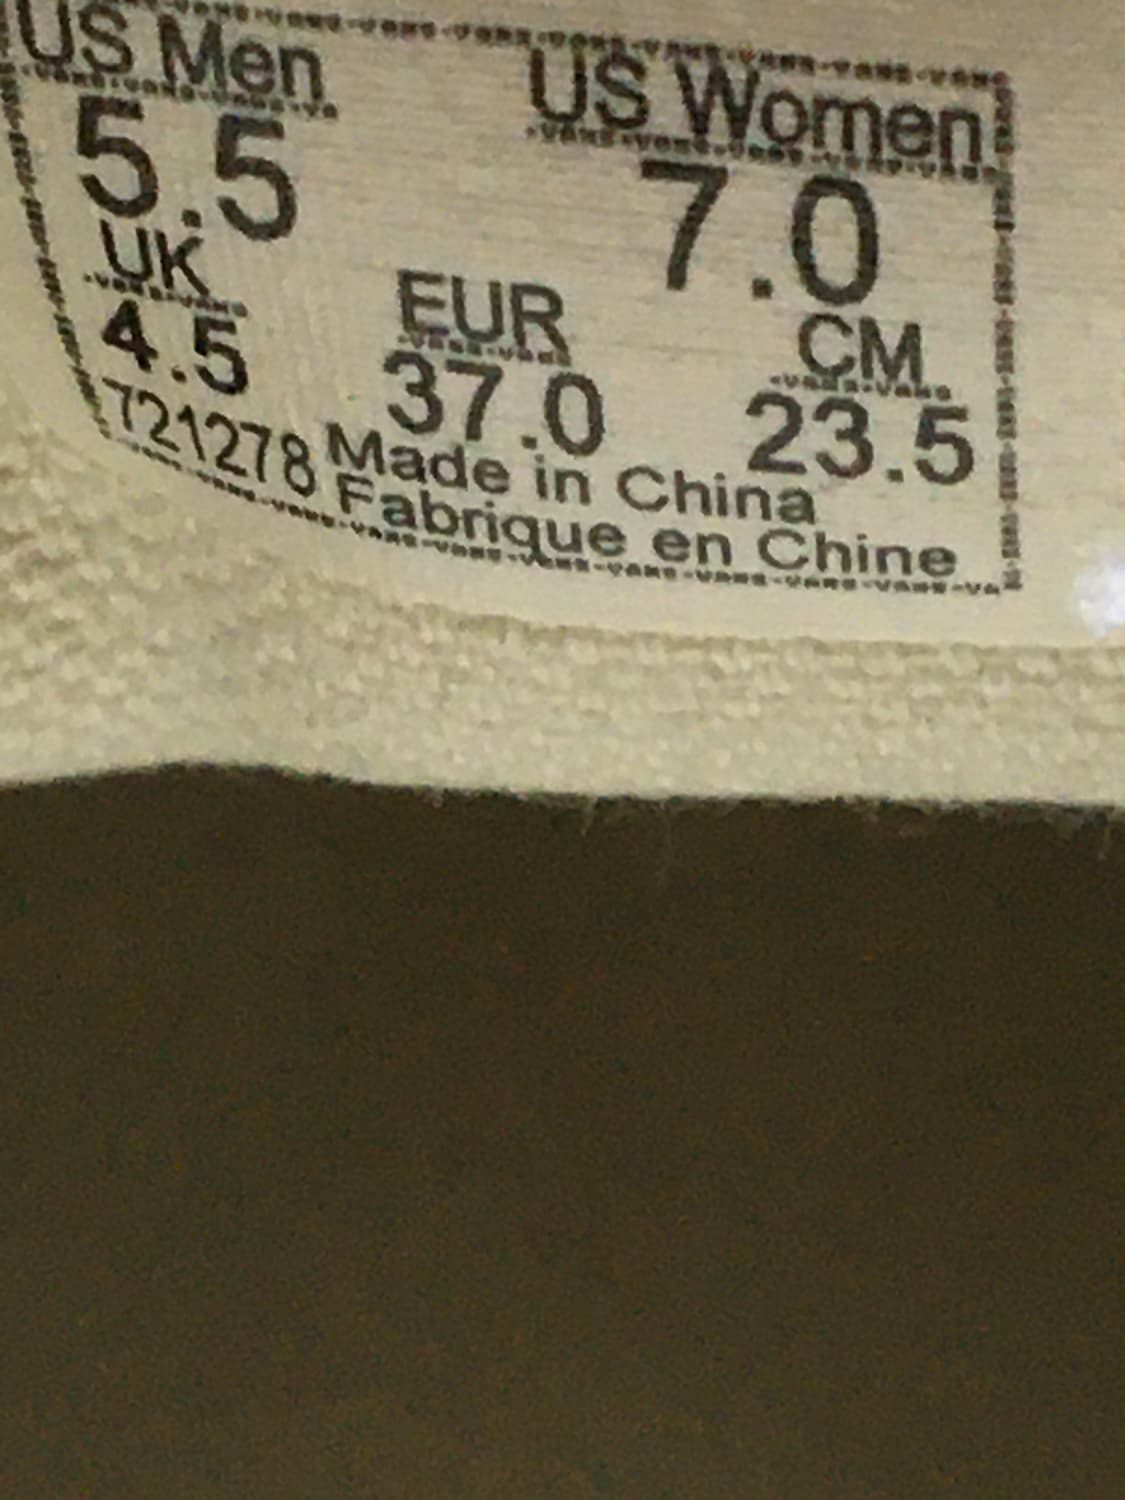 US Men US Women
5.5 7.0
UK EUR CM
4.5 37.0 23.5
721278 Made in China
Fabrique en Chine